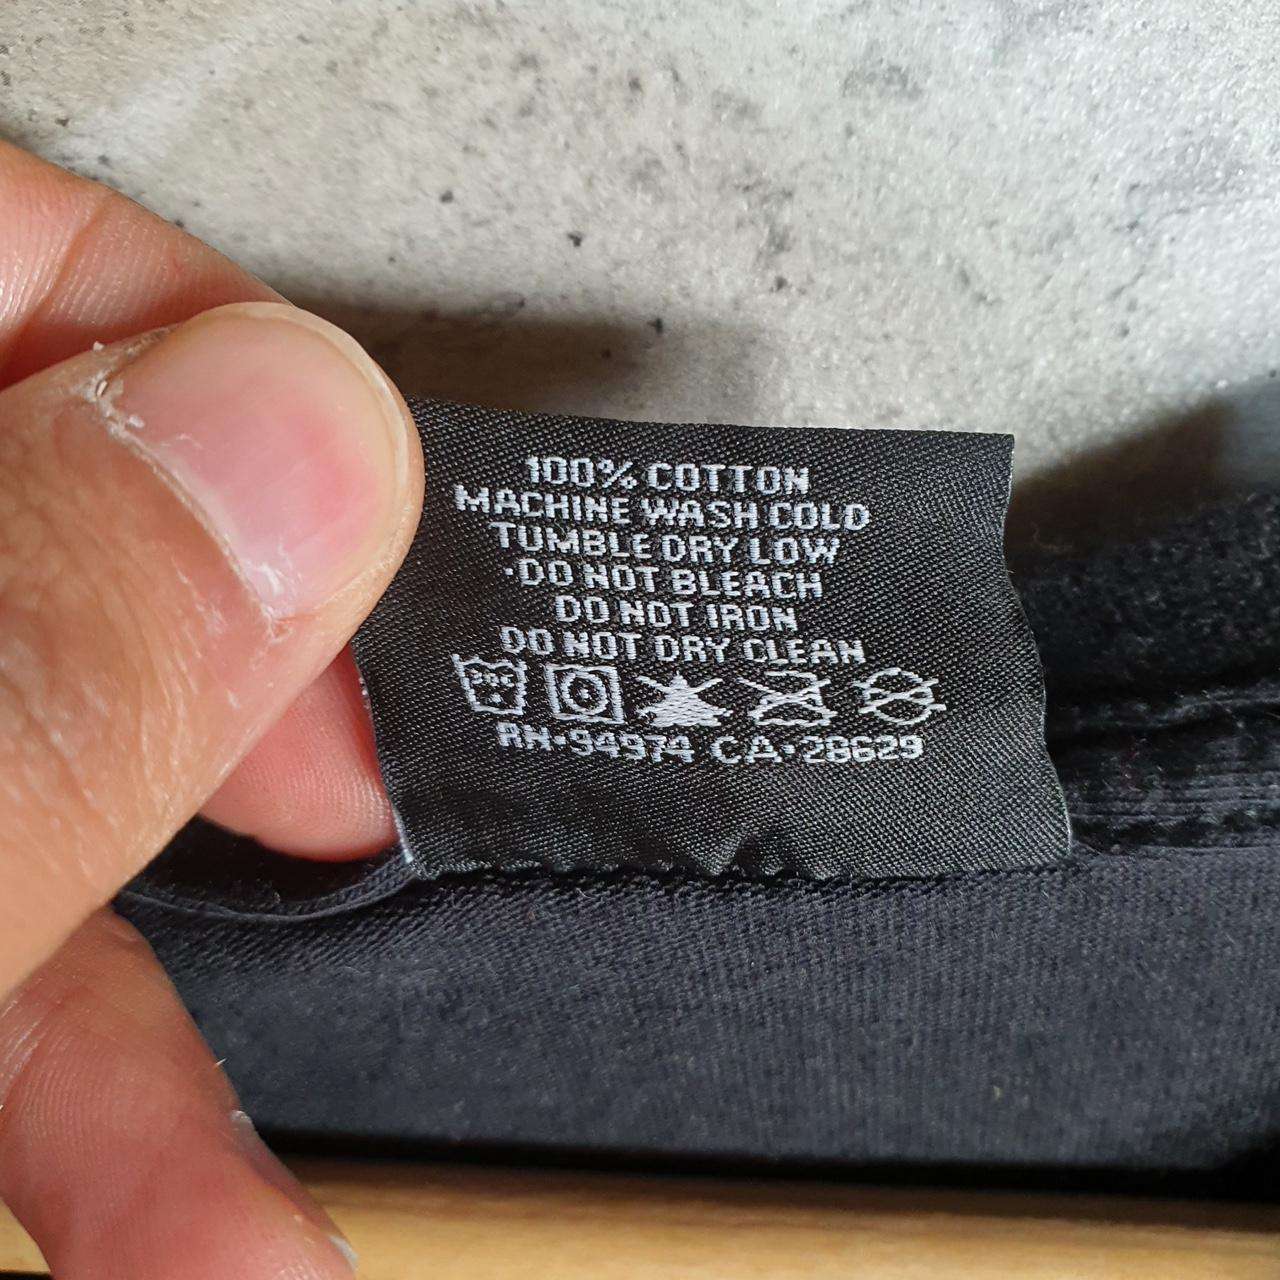 100% COTTON
MACHINE WASH COLD
TUMBLE DRY LOW
·DO NOT BLEACH
DO NOT IRON
DO NOT DRY CLEAN
RN·94974 CA·28629